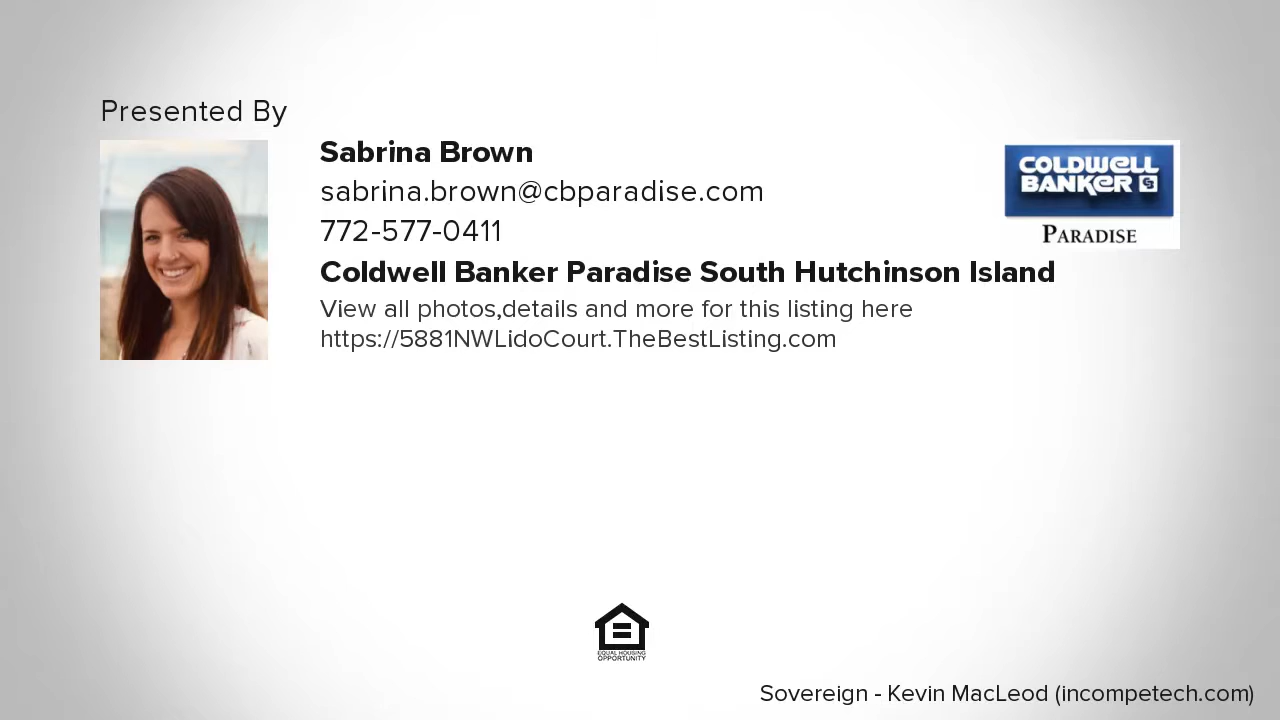 Presented By
Sabrina Brown
sabrina.brown@cbparadise.com
772-577-0411
Coldwell Banker Paradise South Hutchinson Island
View all photos,details and more for this listing here
https://5881NWLidoCourt.TheBestListing.com
COLDWELL
BANKER CB
PARADISE
EQUAL HOUSING
OPPORTUNITY
Sovereign - Kevin MacLeod (incompetech.com)